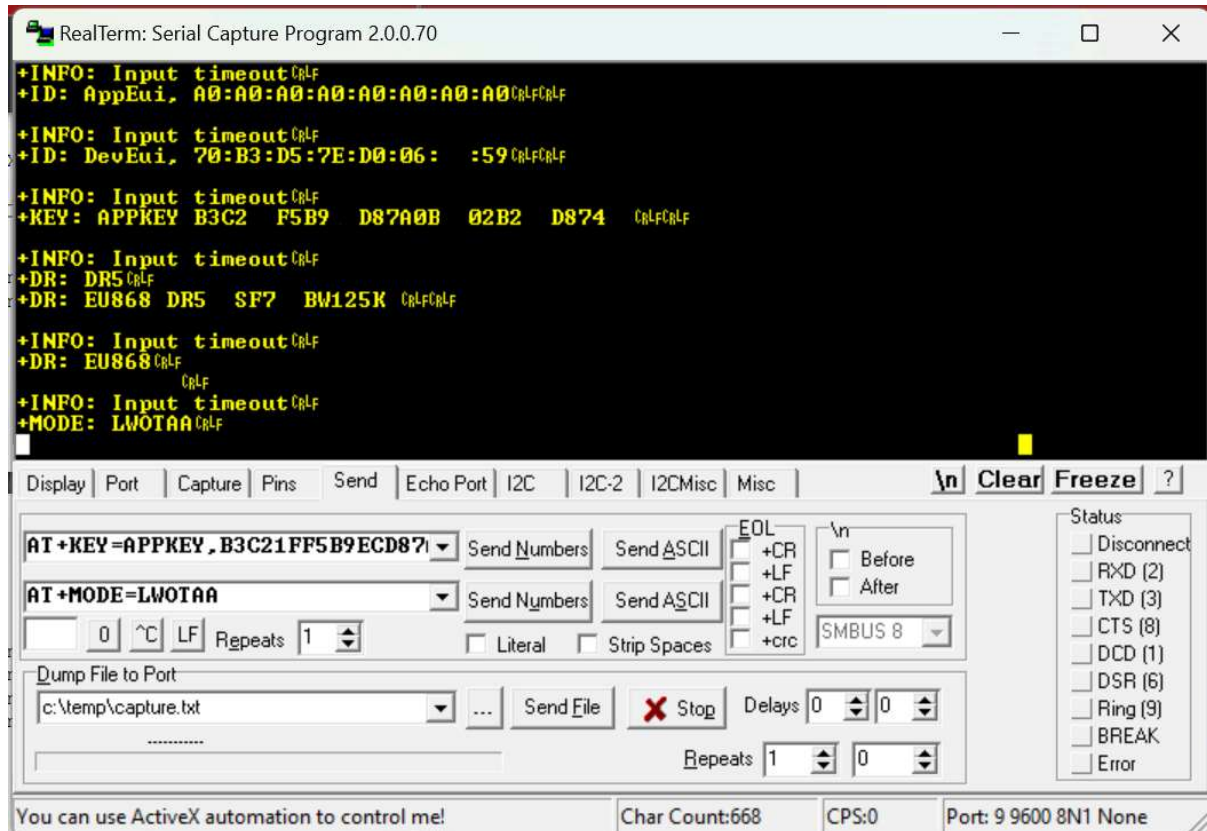 RealTerm: Serial Capture Program 2.0.0.70
+INFO: Input timeoutCRLF
+ID: AppEui, A0:A0:A0:A0:A0:A0:A0:A0CRLFCRLF
+INFO: Input timeoutCRLF
+ID: DevEui, 70:B3:D5:7E:D0:06: :59CRLFCRLF
+INFO: Input timeoutCRLF
+KEY: APPKEY B3C2 F5B9 D87A0B 02B2 D874 CRLFCRLF
+INFO: Input timeoutCRLF
+DR: DR5CRLF
+DR: EU868 DR5 SF7 BW125K CRLFCRLF
+INFO: Input timeoutCRLF
+DR: EU868CRLF
CRLF
+INFO: Input timeoutCRLF
+MODE: LWOTAACRLF
Display Port Capture Pins Send Echo Port I2C I2C-2 I2CMisc Misc \n Clear Freeze ?
AT+KEY=APPKEY,B3C21FF5B9ECD87 Send Numbers Send ASCII
AT+MODE=LWOTAA Send Numbers Send ASCII
0 ^C LF Repeats 1 Literal Strip Spaces
EOL
+CR
+LF
+CR
+LF
+crc
\n
Before
After
SMBUS 8
Dump File to Port
c:\temp\capture.txt ... Send File Stop Delays 0 0
-----------
Repeats 1 0
Status
Disconnect
RXD (2)
TXD (3)
CTS (8)
DCD (1)
DSR (6)
Ring (9)
BREAK
Error
You can use ActiveX automation to control me! Char Count:668 CPS:0 Port: 9 9600 8N1 None